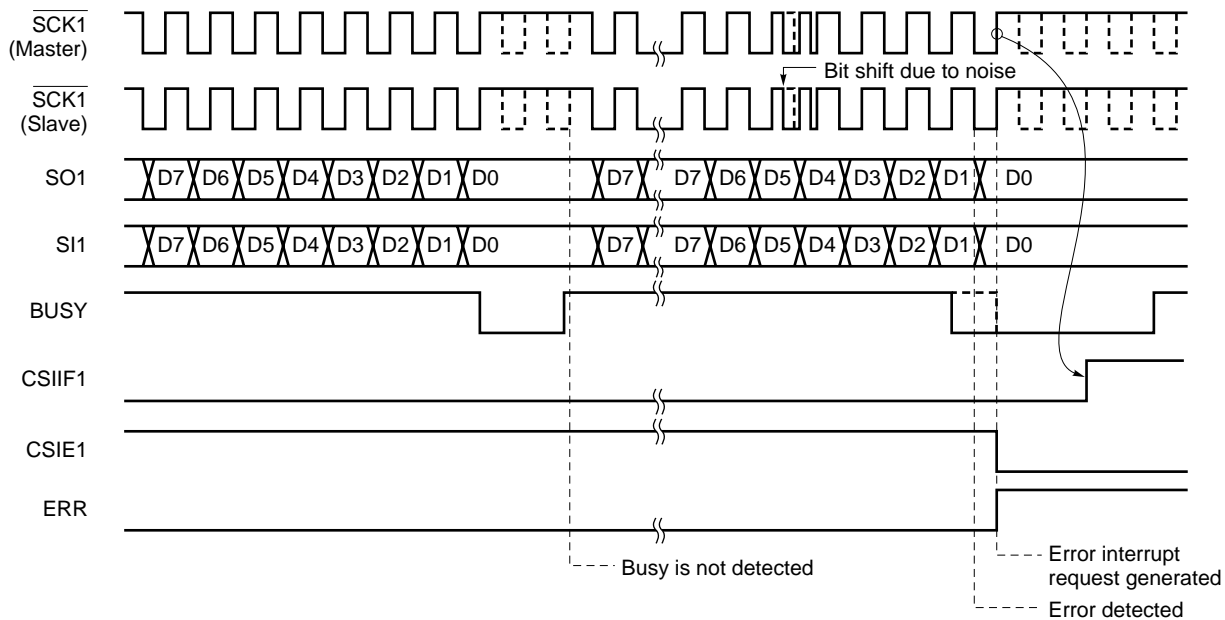 SCK1
(Master)
Bit shift due to noise
SCK1
(Slave)
SO1
D7 D6 D5 D4 D3 D2 D1 D0 D7 D7 D6 D5 D4 D3 D2 D1 D0
SI1
D7 D6 D5 D4 D3 D2 D1 D0 D7 D7 D6 D5 D4 D3 D2 D1 D0
BUSY
CSIIF1
CSIE1
ERR
Busy is not detected
Error interrupt
request generated
Error detected